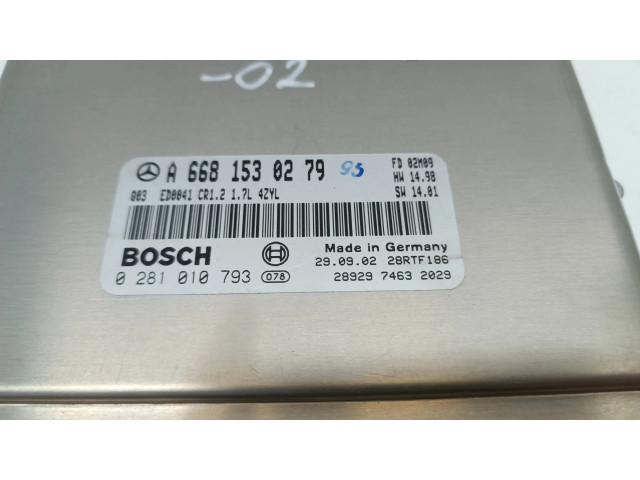 -02
A 668 153 02 79 95
FD 02M09
HW 14.98
003 ED0041 CR1.2 1.7L 4ZYL
SW 14.01
BOSCH
Made in Germany
29.09.02 28RTF186
0 281 010 793 078
28929 7463 2029